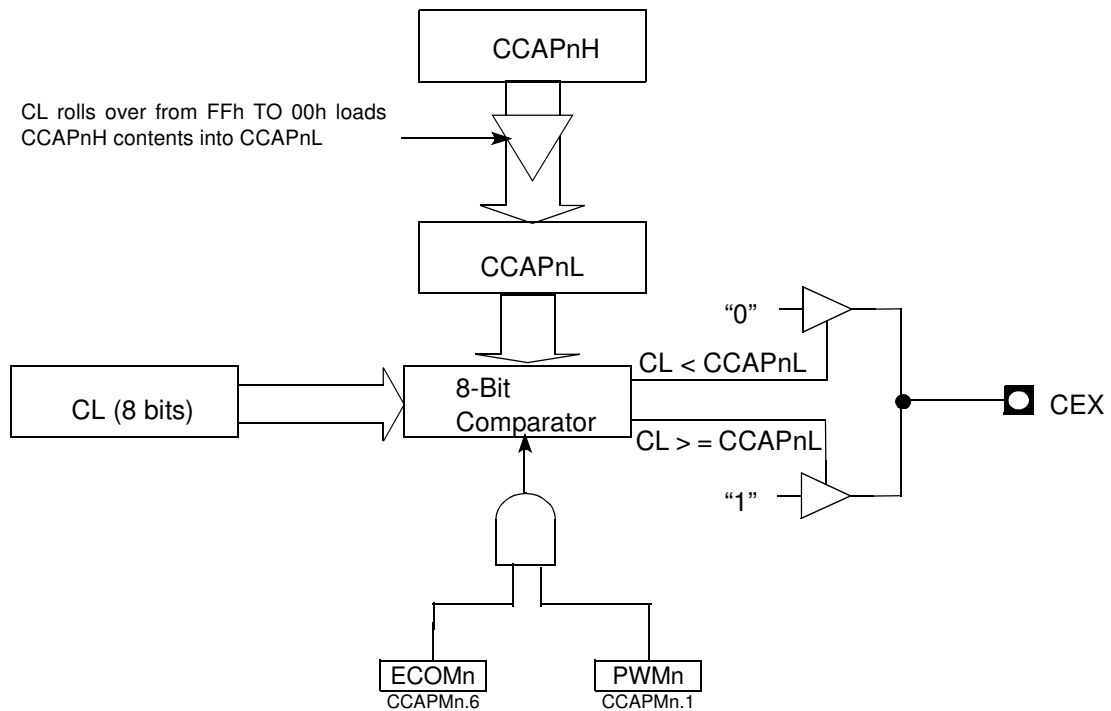 CCAPnH
CL rolls over from FFh TO 00h loads
CCAPnH contents into CCAPnL
CCAPnL
“0”
CL < CCAPnL
CL (8 bits)
8-Bit
Comparator
CEX
CL > = CCAPnL
“1”
ECOMn
PWMn
CCAPMn.6
CCAPMn.1